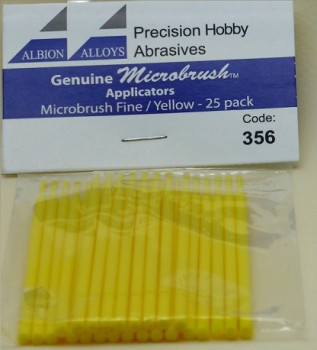 ALBION ALLOYS
Precision Hobby
Abrasives
Genuine Microbrush™
Applicators
Microbrush Fine / Yellow - 25 pack
Code:
356